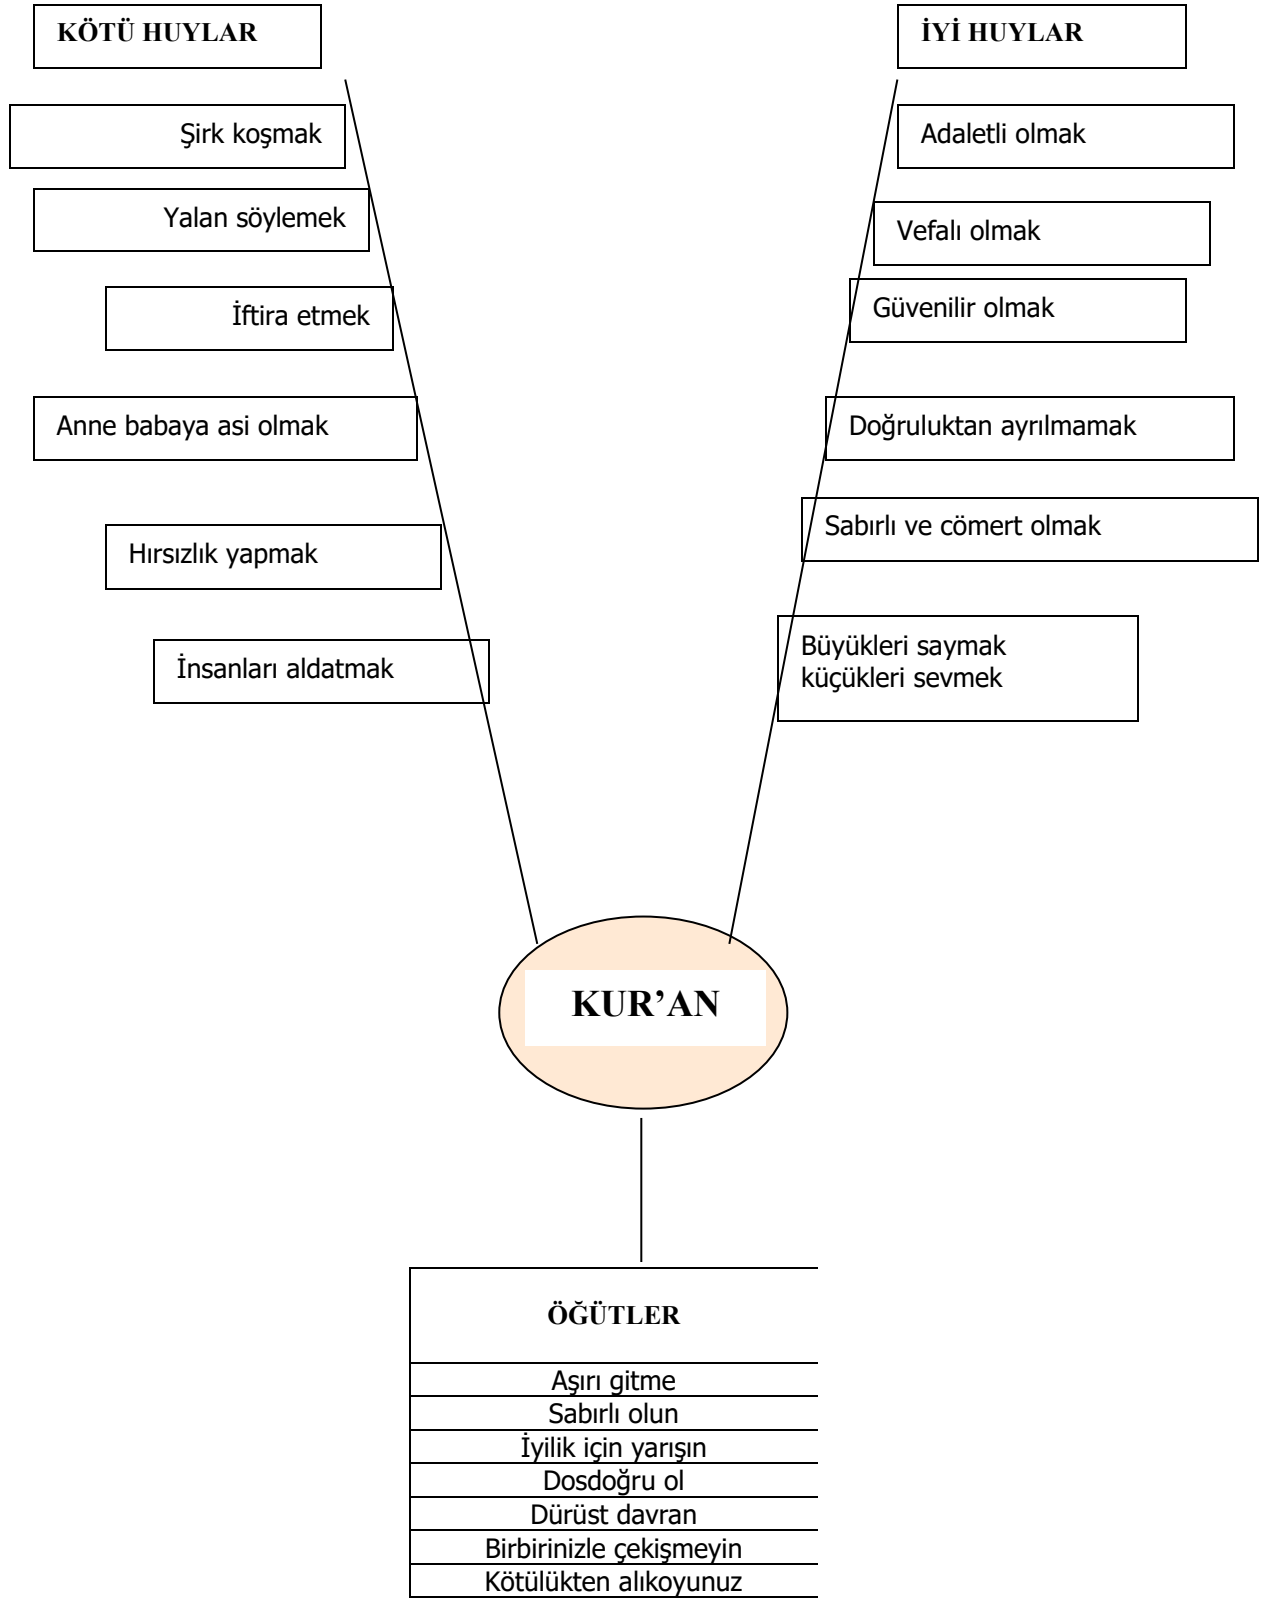 KÖTÜ HUYLAR
Şirk koşmak
Yalan söylemek
İftira etmek
Anne babaya asi olmak
Hırsızlık yapmak
İnsanları aldatmak
İYİ HUYLAR
Adaletli olmak
Vefalı olmak
Güvenilir olmak
Doğruluktan ayrılmamak
Sabırlı ve cömert olmak
Büyükleri saymak
küçükleri sevmek
KUR’AN
ÖĞÜTLER
Aşırı gitme
Sabırlı olun
İyilik için yarışın
Dosdoğru ol
Dürüst davran
Birbirinizle çekişmeyin
Kötülükten alıkoyunuz